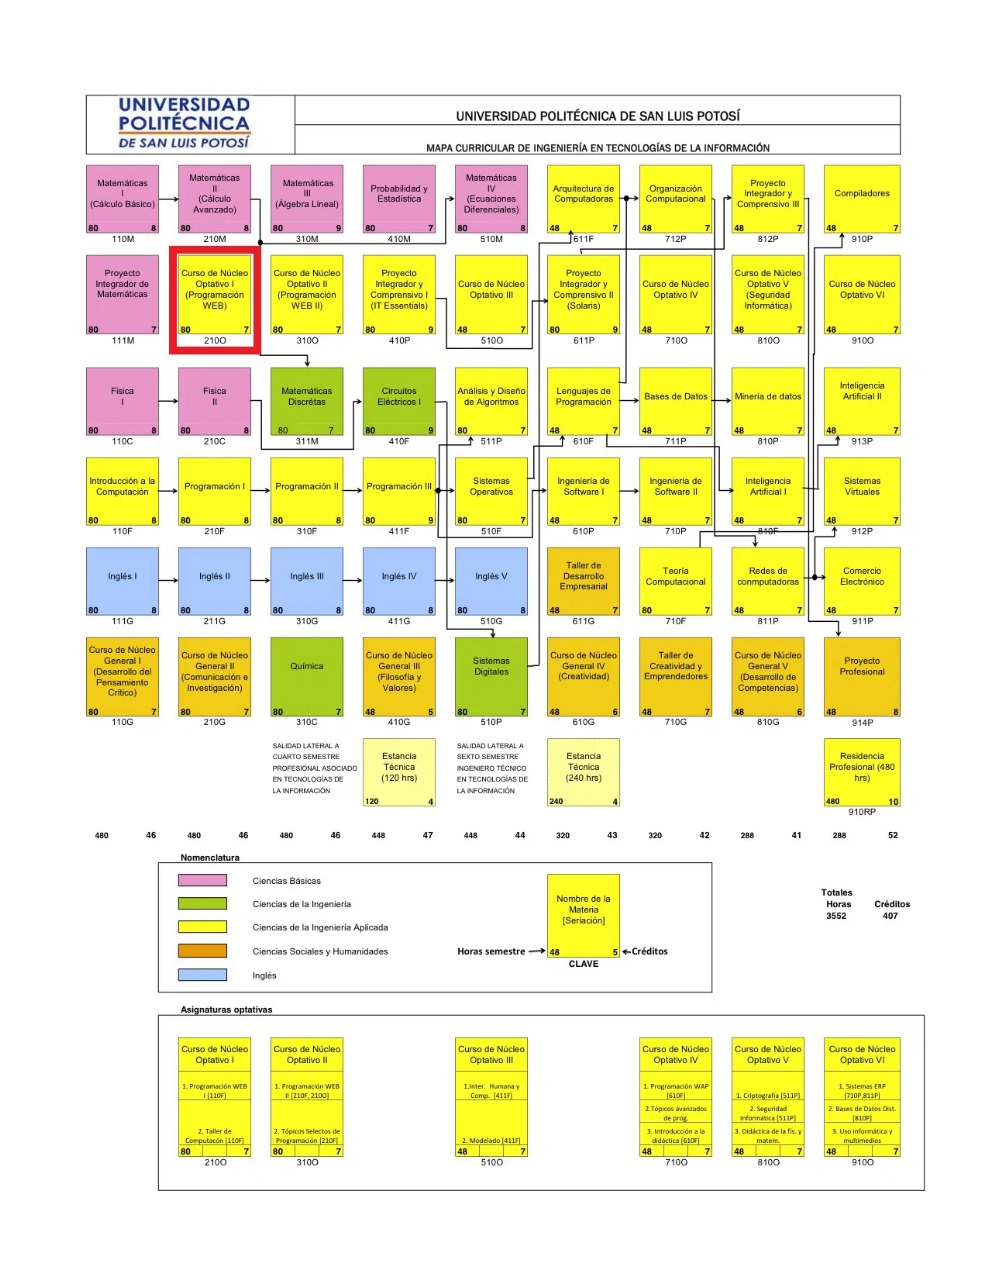 UNIVERSIDAD
POLITÉCNICA
DE SAN LUIS POTOSÍ
UNIVERSIDAD POLITÉCNICA DE SAN LUIS POTOSÍ
MAPA CURRICULAR DE INGENIERÍA EN TECNOLOGÍAS DE LA INFORMACIÓN
Matemáticas
I
(Cálculo Básico)
80 8
110M
Matemáticas
II
(Cálculo
Avanzado)
80 8
210M
Matemáticas
III
(Álgebra Lineal)
80 9
310M
Probabilidad y
Estadística
80 7
410M
Matemáticas
IV
(Ecuaciones
Diferenciales)
80 8
510M
Arquitectura de
Computadoras
48 7
611F
Organización
Computacional
48 7
712P
Proyecto
Integrador y
Comprensivo III
48 7
812P
Compiladores
48 7
910P
Proyecto
Integrador de
Matemáticas
80 7
111M
Curso de Núcleo
Optativo I
(Programación
WEB)
80 7
210O
Curso de Núcleo
Optativo II
(Programación
WEB II)
80 7
310O
Proyecto
Integrador y
Comprensivo I
(IT Essentials)
80 9
410P
Curso de Núcleo
Optativo III
48 7
510O
Proyecto
Integrador y
Comprensivo II
(Solaris)
80 9
611P
Curso de Núcleo
Optativo IV
48 7
710O
Curso de Núcleo
Optativo V
(Seguridad
Informática)
48 7
810O
Curso de Núcleo
Optativo VI
48 7
910O
Fisica
I
80 8
110C
Fisica
II
80 8
210C
Matemáticas
Discrétas
80 7
311M
Circuitos
Eléctricos I
80 9
410F
Análisis y Diseño
de Algoritmos
80 7
511P
Lenguajes de
Programación
48 7
610F
Bases de Datos
48 7
711P
Minería de datos
48 7
810P
Inteligencia
Artificial II
48 7
913P
Introducción a la
Computación
80 8
110F
Programación I
80 8
210F
Programación II
80 8
310F
Programación III
80 9
411F
Sistemas
Operativos
80 7
510F
Ingeniería de
Software I
48 7
610P
Ingeniería de
Software II
48 7
710P
Inteligencia
Artificial I
48 7
810F
Sistemas
Virtuales
48 7
912P
Inglés I
80 8
111G
Inglés II
80 8
211G
Inglés III
80 8
310G
Inglés IV
80 8
411G
Inglés V
80 8
510G
Taller de
Desarrollo
Empresarial
48 7
611G
Teoría
Computacional
80 7
710F
Redes de
conmputadoras
48 7
811P
Comercio
Electrónico
48 7
911P
Curso de Núcleo
General I
(Desarrollo del
Pensamiento
Crítico)
80 7
110G
Curso de Núcleo
General II
(Comunicación e
Investigación)
80 7
210G
Química
80 7
310C
Curso de Núcleo
General III
(Filosofía y
Valores)
48 5
410G
Sistemas
Digitales
80 7
510P
Curso de Núcleo
General IV
(Creatividad)
48 6
610G
Taller de
Creatividad y
Emprendedores
48 7
710G
Curso de Núcleo
General V
(Desarrollo de
Competencias)
48 6
810G
Proyecto
Profesional
48 8
914P
SALIDAD LATERAL A
CUARTO SEMESTRE
PROFESIONAL ASOCIADO
EN TECNOLOGÍAS DE
LA INFORMACIÓN
Estancia
Técnica
(120 hrs)
120 4
SALIDAD LATERAL A
SEXTO SEMESTRE
INGENIERO TÉCNICO
EN TECNOLOGÍAS DE
LA INFORMACIÓN
Estancia
Técnica
(240 hrs)
240 4
Residencia
Profesional (480
hrs)
480 10
910RP
480 46 480 46 480 46 448 47 448 44 320 43 320 42 288 41 288 52
Nomenclatura
Ciencias Básicas
Ciencias de la Ingeniería
Ciencias de la Ingeniería Aplicada
Ciencias Sociales y Humanidades
Inglés
Nombre de la
Materia
[Seriación]
Horas semestre 48 5 Créditos
CLAVE
Totales
Horas Créditos
3552 407
Asignaturas optativas
Curso de Núcleo
Optativo I
1. Programación WEB
I [110F]
2. Taller de
Computacón [110F]
80 7
210O
Curso de Núcleo
Optativo II
1. Programación WEB
II [210F, 210O]
2. Tópicos Selectos de
Programación [210F]
80 7
310O
Curso de Núcleo
Optativo III
1.Inter. Humana y
Comp. [411F]
2. Modelado [411F]
48 7
510O
Curso de Núcleo
Optativo IV
1. Programación WAP
[610F]
2.Tópicos avanzados
de prog.
3. Introducción a la
didáctica [610F]
48 7
710O
Curso de Núcleo
Optativo V
1. Criptografía [511P]
2. Seguridad
Informática [511P]
3. Didáctica de la fís. y
matem.
48 7
810O
Curso de Núcleo
Optativo VI
1. Sistemas ERP
[710P,811P]
2. Bases de Datos Dist.
[810P]
3. Uso informática y
multimedios
48 7
910O